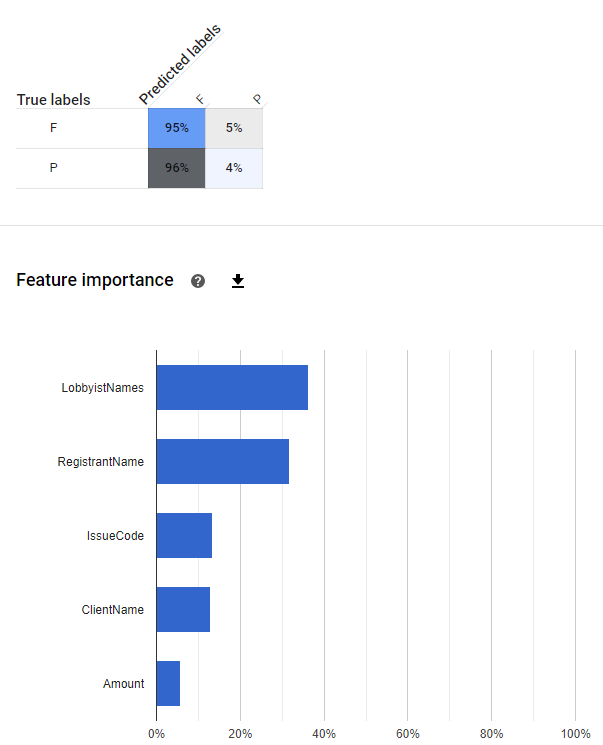 Predicted labels
True labels F P
F 95% 5%
P 96% 4%
Feature importance ?
LobbyistNames
RegistrantName
IssueCode
ClientName
Amount
0% 20% 40% 60% 80% 100%